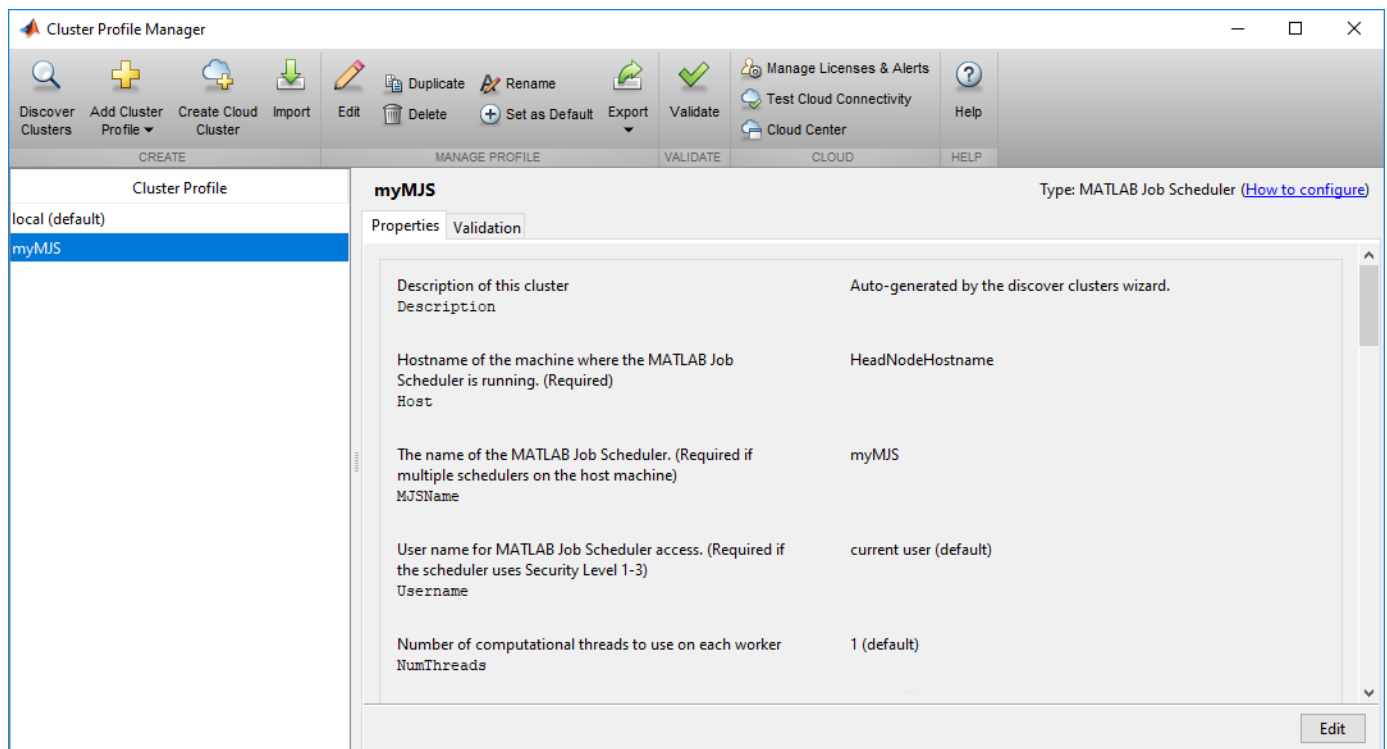 Cluster Profile Manager
Discover Clusters
Add Cluster Profile
Create Cloud Cluster
Import
Edit
Duplicate
Delete
Rename
Set as Default
Export
Validate
Manage Licenses & Alerts
Test Cloud Connectivity
Cloud Center
Help
CREATE
MANAGE PROFILE
VALIDATE
CLOUD
HELP
Cluster Profile
local (default)
myMJS
myMJS
Type: MATLAB Job Scheduler (How to configure)
Properties
Validation
Description of this cluster
Description
Auto-generated by the discover clusters wizard.
Hostname of the machine where the MATLAB Job
Scheduler is running. (Required)
Host
HeadNodeHostname
The name of the MATLAB Job Scheduler. (Required if
multiple schedulers on the host machine)
MJSName
myMJS
User name for MATLAB Job Scheduler access. (Required if
the scheduler uses Security Level 1-3)
Username
current user (default)
Number of computational threads to use on each worker
NumThreads
1 (default)
Edit